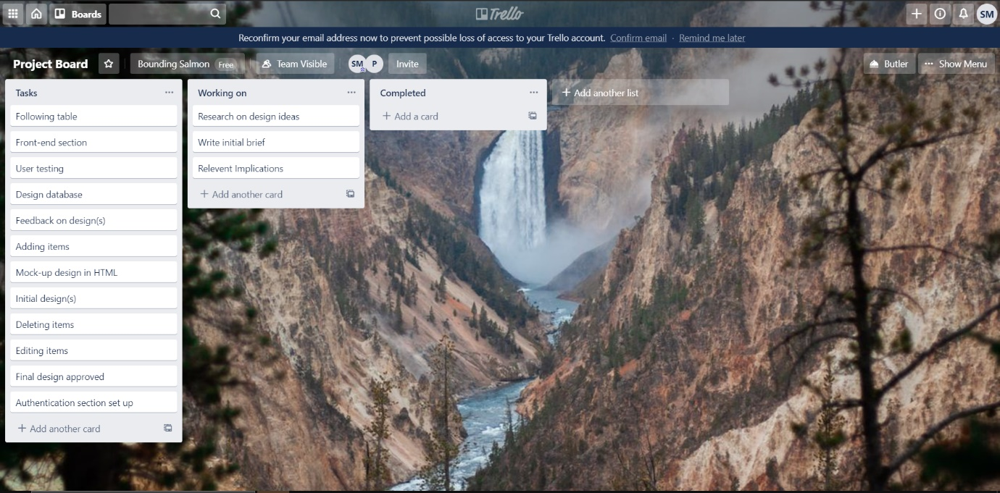 Boards
Trello
SM
Reconfirm your email address now to prevent possible loss of access to your Trello account. Confirm email · Remind me later
Project Board
Bounding Salmon Free
Team Visible
SM
P
Invite
Butler
··· Show Menu
Tasks ···
Following table
Front-end section
User testing
Design database
Feedback on design(s)
Adding items
Mock-up design in HTML
Initial design(s)
Deleting items
Editing items
Final design approved
Authentication section set up
+ Add another card
Working on ···
Research on design ideas
Write initial brief
Relevent Implications
+ Add another card
Completed ···
+ Add a card
+ Add another list